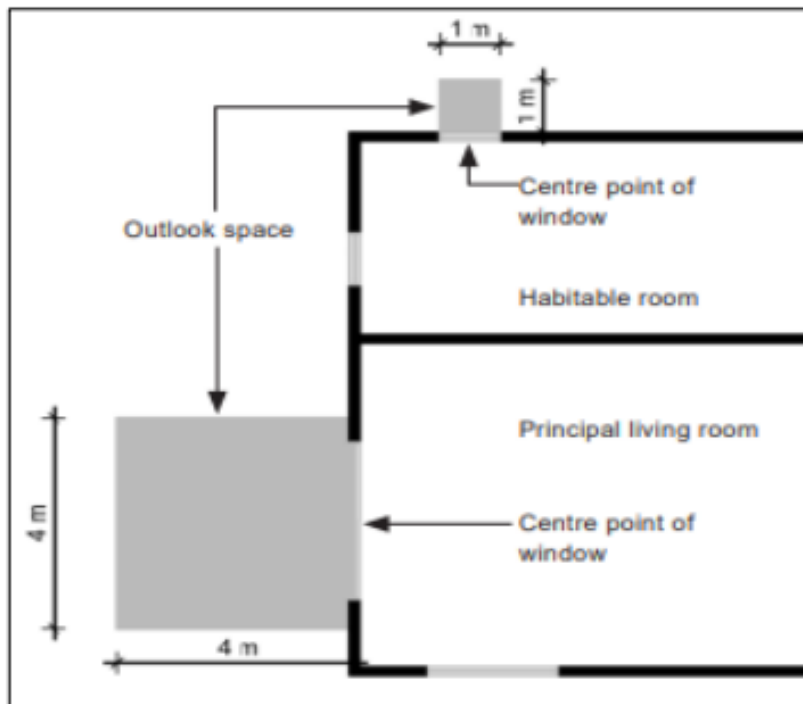 1 m
1 m
Centre point of
window
Outlook space
Habitable room
Principal living room
4 m
Centre point of
window
4 m